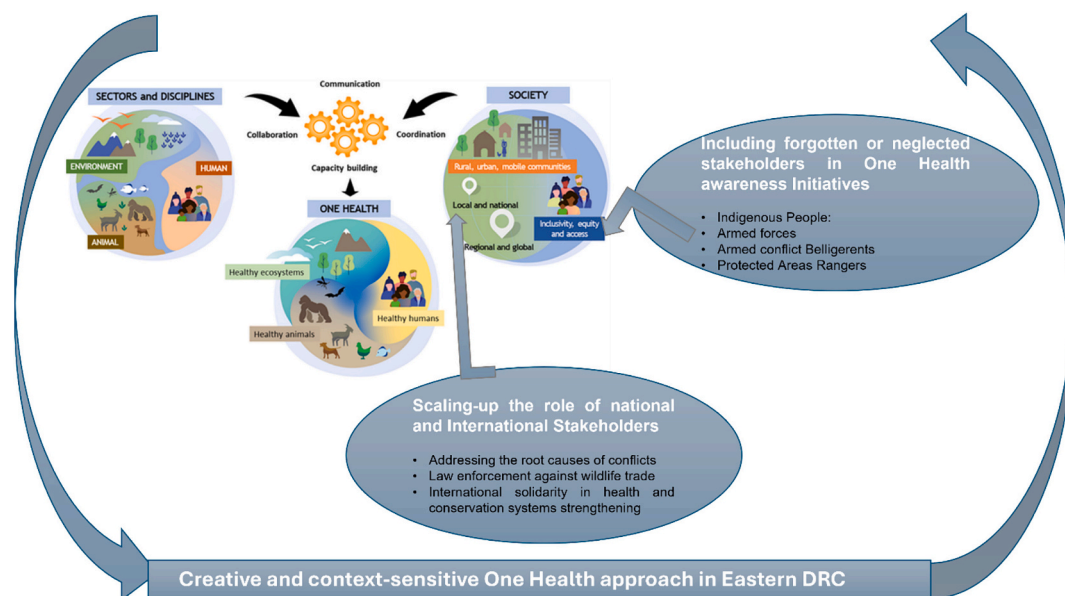 Communication
SECTORS and DISCIPLINES
SOCIETY
Collaboration
Coordination
ENVIRONMENT
HUMAN
Capacity building
Rural, urban, mobile communities
ANIMAL
ONE HEALTH
Local and national
Inclusivity, equity
and access
Regional and global
Healthy ecosystems
Healthy humans
Healthy animals
Including forgotten or neglected
stakeholders in One Health
awareness Initiatives
• Indigenous People:
• Armed forces
• Armed conflict Belligerents
• Protected Areas Rangers
Scaling-up the role of national
and International Stakeholders
• Addressing the root causes of conflicts
• Law enforcement against wildlife trade
• International solidarity in health and
conservation systems strengthening
Creative and context-sensitive One Health approach in Eastern DRC